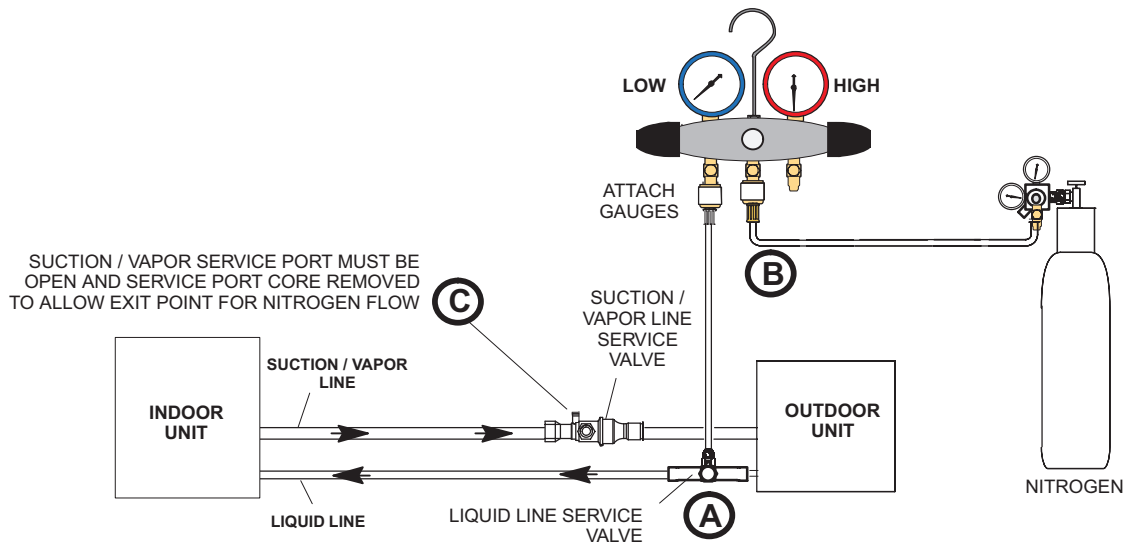 LOW
HIGH
ATTACH
GAUGES
SUCTION / VAPOR SERVICE PORT MUST BE
OPEN AND SERVICE PORT CORE REMOVED
TO ALLOW EXIT POINT FOR NITROGEN FLOW
C
SUCTION /
VAPOR LINE
SERVICE
VALVE
B
SUCTION / VAPOR
LINE
INDOOR
UNIT
OUTDOOR
UNIT
NITROGEN
LIQUID LINE
LIQUID LINE SERVICE
VALVE
A